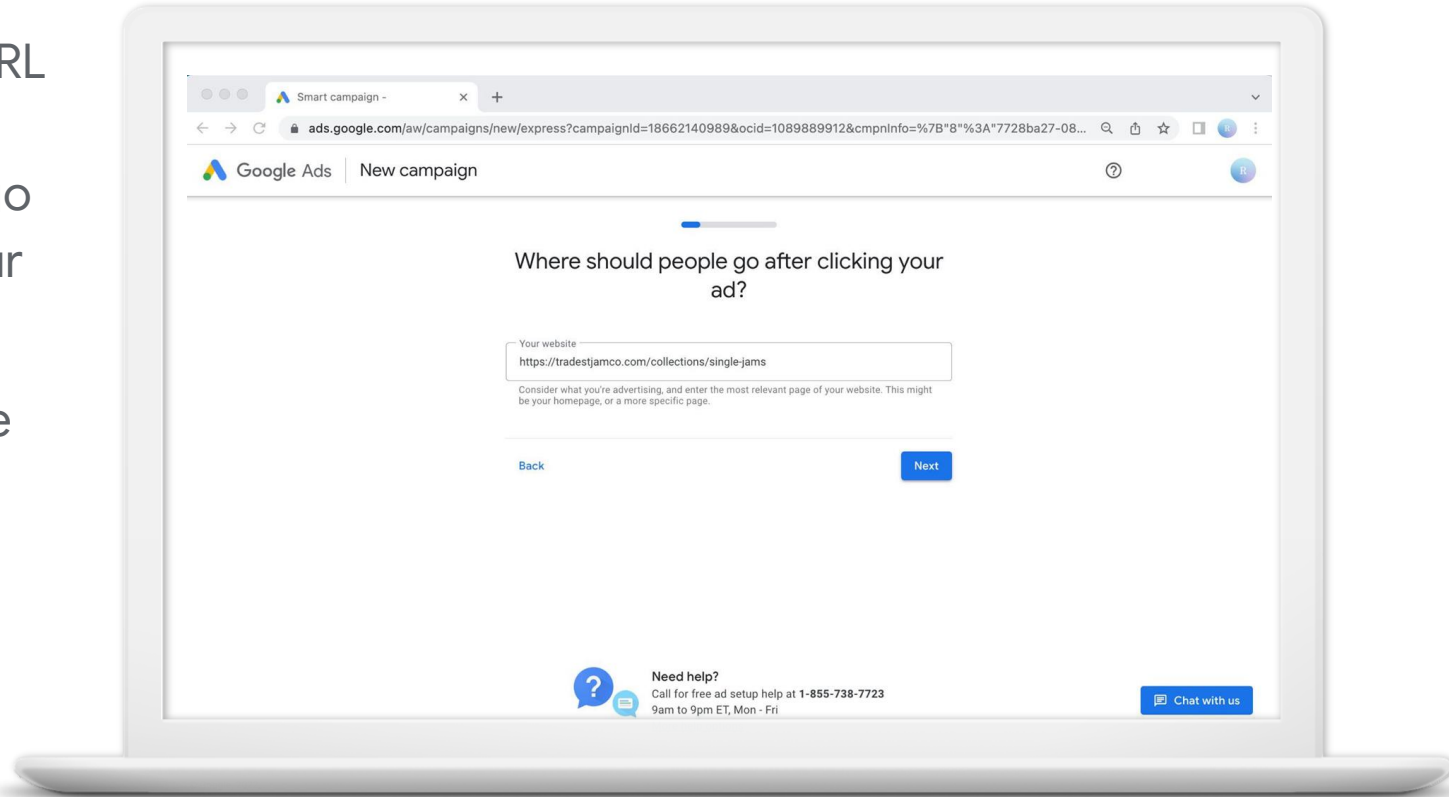 RL
o
ur
e
Smart campaign -
ads.google.com/aw/campaigns/new/express?campaignId=18662140989&ocid=1089889912&cmpnInfo=%7B"8"%3A"7728ba27-08...
R
Google Ads New campaign
R
Where should people go after clicking your
ad?
Your website
https://tradestjamco.com/collections/single-jams
Consider what you're advertising, and enter the most relevant page of your website. This might
be your homepage, or a more specific page.
Back Next
Need help?
Call for free ad setup help at 1-855-738-7723
9am to 9pm ET, Mon - Fri
Chat with us